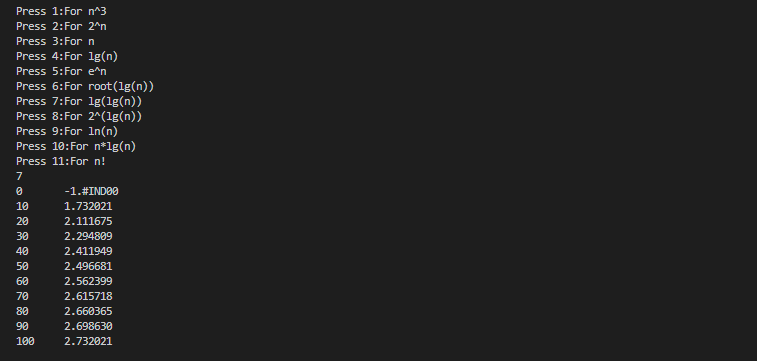 Press 1:For n^3
Press 2:For 2^n
Press 3:For n
Press 4:For lg(n)
Press 5:For e^n
Press 6:For root(lg(n))
Press 7:For lg(lg(n))
Press 8:For 2^(lg(n))
Press 9:For ln(n)
Press 10:For n*lg(n)
Press 11:For n!
7
0 -1.#IND00
10 1.732021
20 2.111675
30 2.294809
40 2.411949
50 2.496681
60 2.562399
70 2.615718
80 2.660365
90 2.698630
100 2.732021